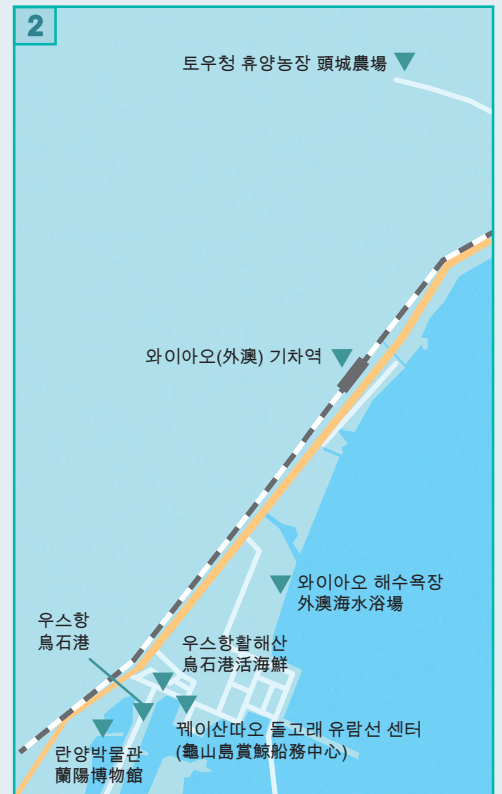 2
토우청 휴양농장 頭城農場
와이아오(外澳) 기차역
와이아오 해수욕장
外澳海水浴場
우스항
烏石港
우스항활해산
烏石港活海鮮
꿰이산따오 돌고래 유람선 센터
(龜山島賞鯨船務中心)
란양박물관
蘭陽博物館